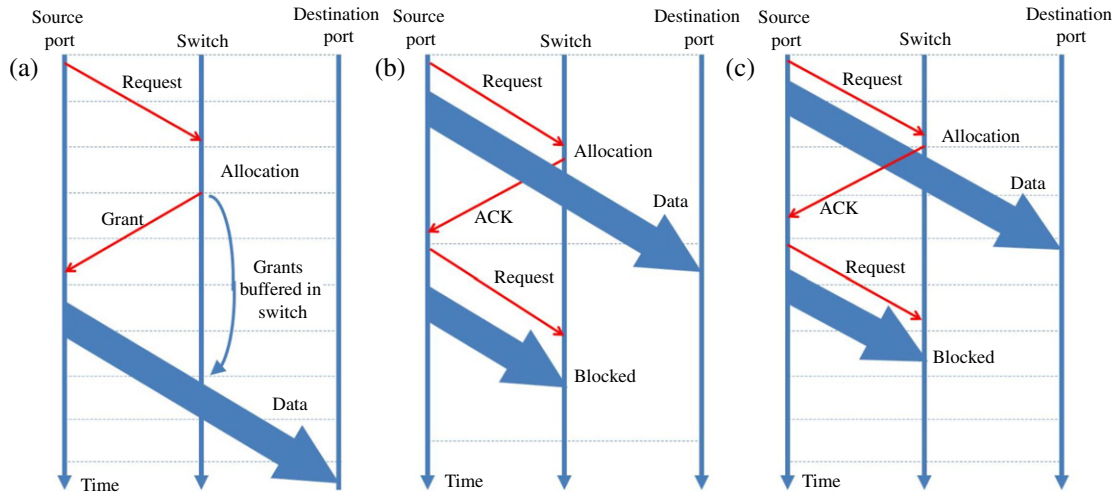 (a)
Source
port
Switch
Destination
port
Request
Allocation
Grant
Grants
buffered in
switch
Data
Time
(b)
Source
port
Switch
Destination
port
Request
Allocation
Data
ACK
Request
Blocked
Time
(c)
Source
port
Switch
Destination
port
Request
Allocation
Data
ACK
Request
Blocked
Time